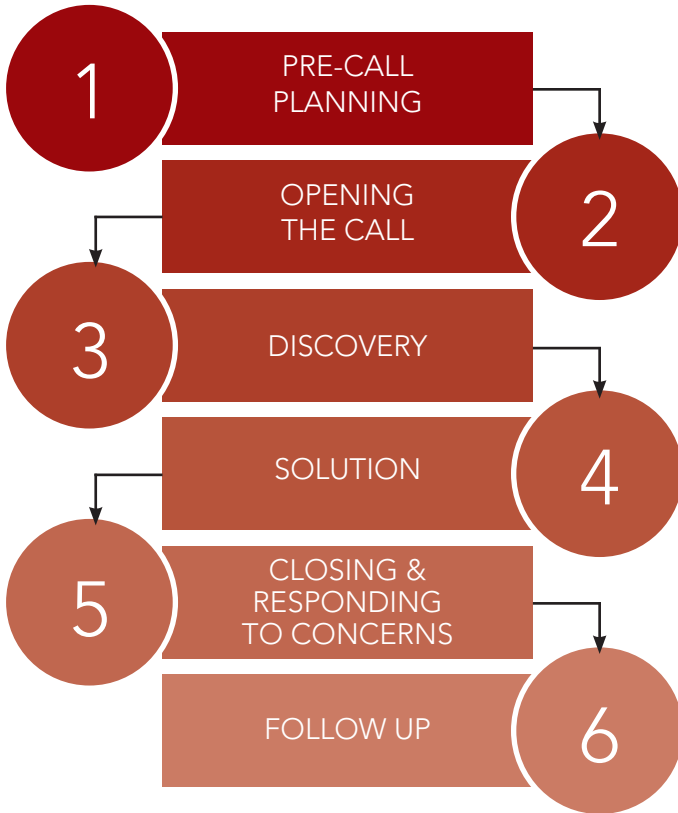 1
PRE-CALL
PLANNING
OPENING
THE CALL
2
3
DISCOVERY
SOLUTION
4
5
CLOSING &
RESPONDING
TO CONCERNS
FOLLOW UP
6